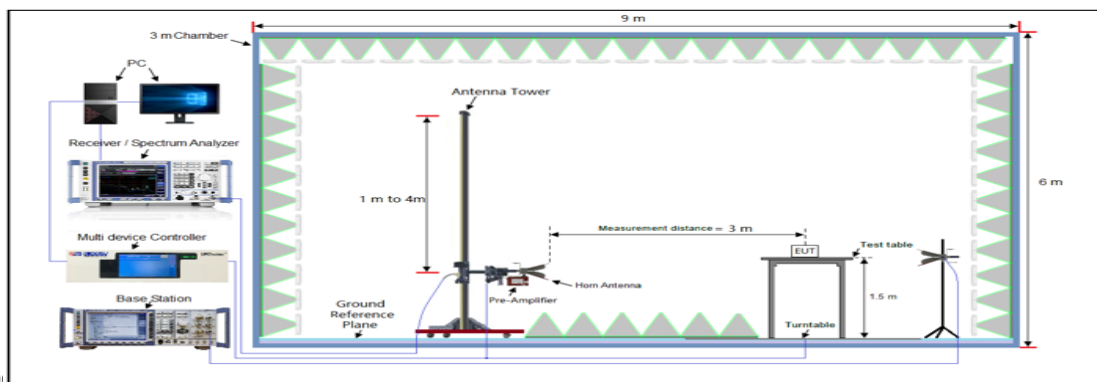 9 m
3 m Chamber
PC
Antenna Tower
Receiver / Spectrum Analyzer
6 m
1 m to 4m
Measurement distance = 3 m
Multi device Controller
EUT
Test table
Horn Antenna
Pre-Amplifier
1.5 m
Base Station
Ground
Reference
Plane
Turntable